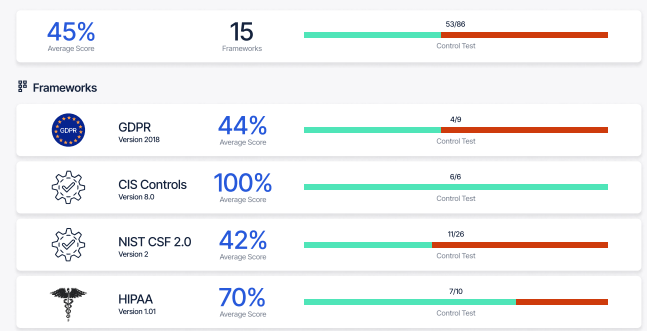 45%
Average Score
15
Frameworks
53/86
Control Test
Frameworks
GDPR
GDPR
Version 2018
44%
Average Score
4/9
Control Test
CIS Controls
Version 8.0
100%
Average Score
6/6
Control Test
NIST CSF 2.0
Version 2
42%
Average Score
11/26
Control Test
HIPAA
Version 1.01
70%
Average Score
7/10
Control Test